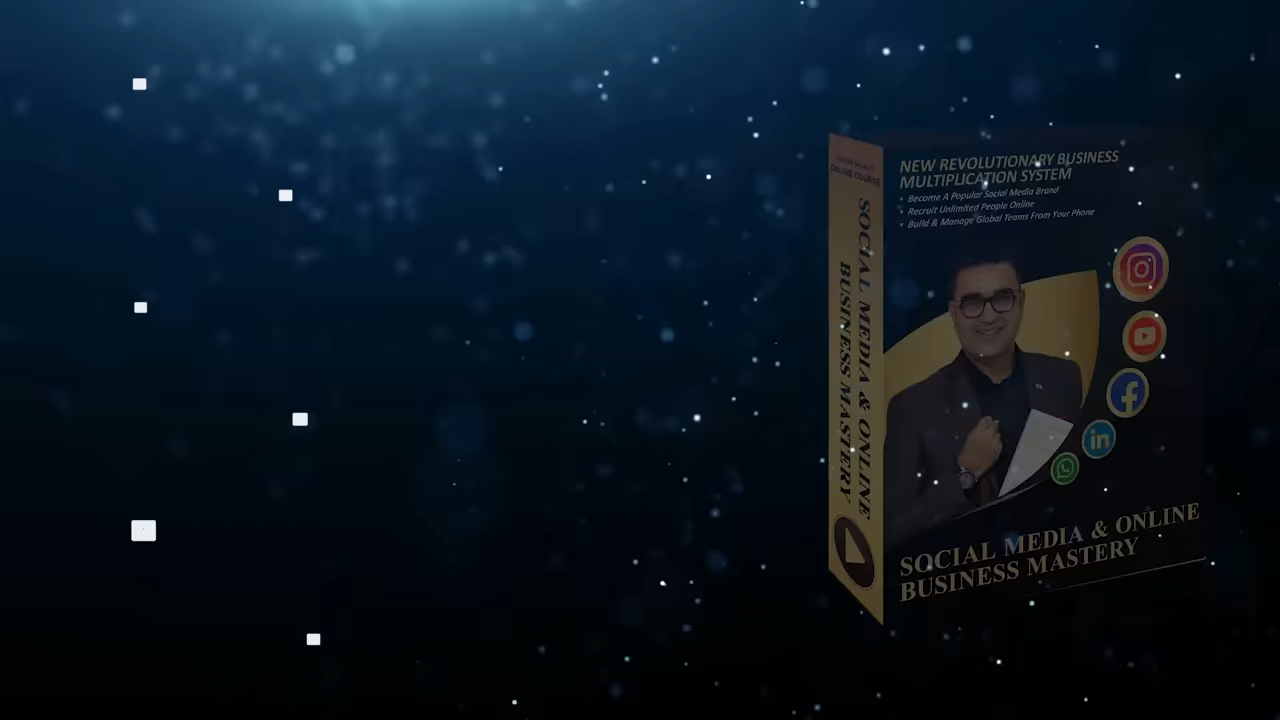 ONLINE COURSE
SOCIAL MEDIA & ONLINE
BUSINESS MASTERY
NEW REVOLUTIONARY BUSINESS
MULTIPLICATION SYSTEM
• Become A Popular Social Media Brand
• Recruit Unlimited People Online
• Build & Manage Global Teams From Your Phone
in
SOCIAL MEDIA & ONLINE
BUSINESS MASTERY